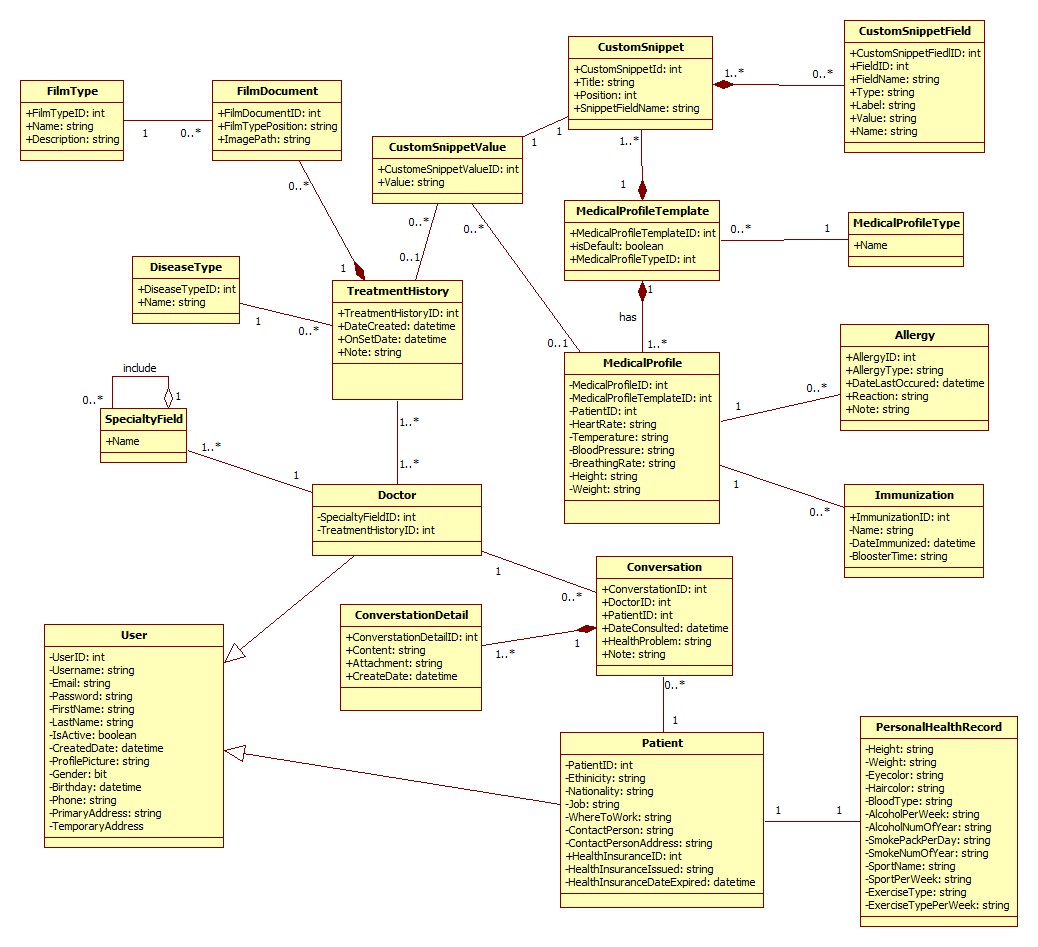 FilmType
+FilmTypeID: int
+Name: string
+Description: string
1
0..*
FilmDocument
+FilmDocumentID: int
+FilmTypePosition: string
+ImagePath: string
0..*
1
CustomSnippet
+CustomSnippetId: int
+Title: string
+Position: int
+SnippetFieldName: string
1..*
0..*
CustomSnippetField
+CustomSnippetFiedlID: int
+FieldID: int
+FieldName: string
+Type: string
+Label: string
+Value: string
+Name: string
1
1
CustomSnippetValue
+CustomeSnippetValueID: int
+Value: string
0..*
0..1
0..*
0..1
1..*
1
MedicalProfileTemplate
+MedicalProfileTemplateID: int
+isDefault: boolean
+MedicalProfileTypeID: int
0..*
1
MedicalProfileType
+Name
1
has
1..*
DiseaseType
+DiseaseTypeID: int
+Name: string
1
0..*
TreatmentHistory
+TreatmentHistoryID: int
+DateCreated: datetime
+OnSetDate: datetime
+Note: string
1..*
1..*
MedicalProfile
-MedicalProfileID: int
-MedicalProfileTemplateID: int
-PatientID: int
-HeartRate: string
-Temperature: string
-BloodPressure: string
-BreathingRate: string
-Height: string
-Weight: string
1
0..*
Allergy
+AllergyID: int
+AllergyType: string
+DateLastOccured: datetime
+Reaction: string
+Note: string
1
0..*
Immunization
+ImmunizationID: int
-Name: string
-DateImmunized: datetime
-BloosterTime: string
include
0..*
1
SpecialtyField
+Name
1..*
1
Doctor
-SpecialtyFieldID: int
-TreatmentHistoryID: int
1
0..*
Conversation
+ConverstationID: int
+DoctorID: int
+PatientID: int
+DateConsulted: datetime
+HealthProblem: string
+Note: string
ConverstationDetail
+ConverstationDetailID: int
+Content: string
+Attachment: string
+CreateDate: datetime
1..*
1
0..*
1
User
-UserID: int
-Username: string
-Email: string
-Password: string
-FirstName: string
-LastName: string
-IsActive: boolean
-CreatedDate: datetime
-ProfilePicture: string
-Gender: bit
-Birthday: datetime
-Phone: string
-PrimaryAddress: string
-TemporaryAddress
Patient
-PatientID: int
-Ethinicity: string
-Nationality: string
-Job: string
-WhereToWork: string
-ContactPerson: string
-ContactPersonAddress: string
+HealthInsuranceID: int
-HealthInsuranceIssued: string
-HealthInsuranceDateExpired: datetime
1
1
PersonalHealthRecord
-Height: string
-Weight: string
-Eyecolor: string
-Haircolor: string
-BloodType: string
-AlcoholPerWeek: string
-AlcoholNumOfYear: string
-SmokePackPerDay: string
-SmokeNumOfYear: string
-SportName: string
-SportPerWeek: string
-ExerciseType: string
-ExerciseTypePerWeek: string